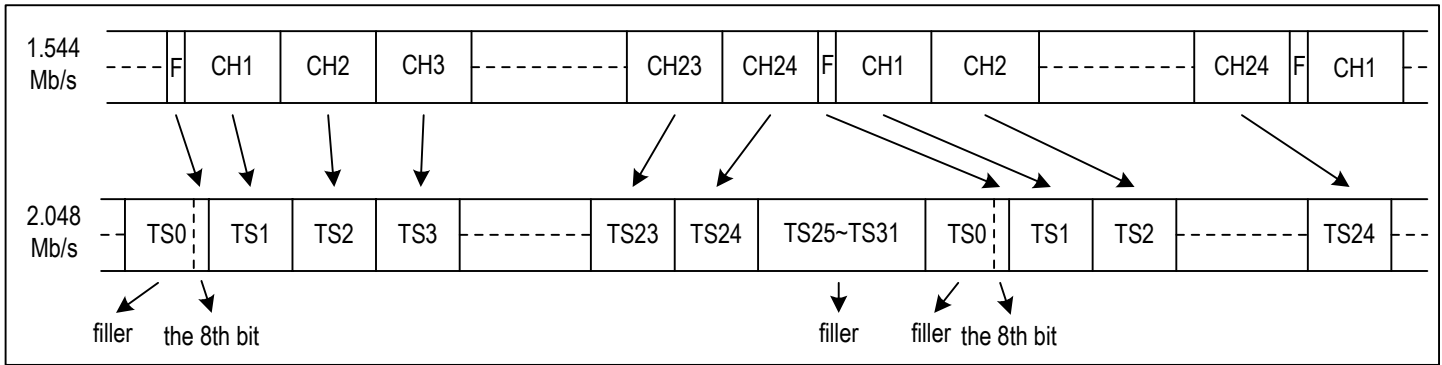 1.544
Mb/s
F CH1 CH2 CH3 CH23 CH24 F CH1 CH2 CH24 F CH1
2.048
Mb/s
TS0 TS1 TS2 TS3 TS23 TS24 TS25~TS31 TS0 TS1 TS2 TS24
filler the 8th bit filler filler the 8th bit